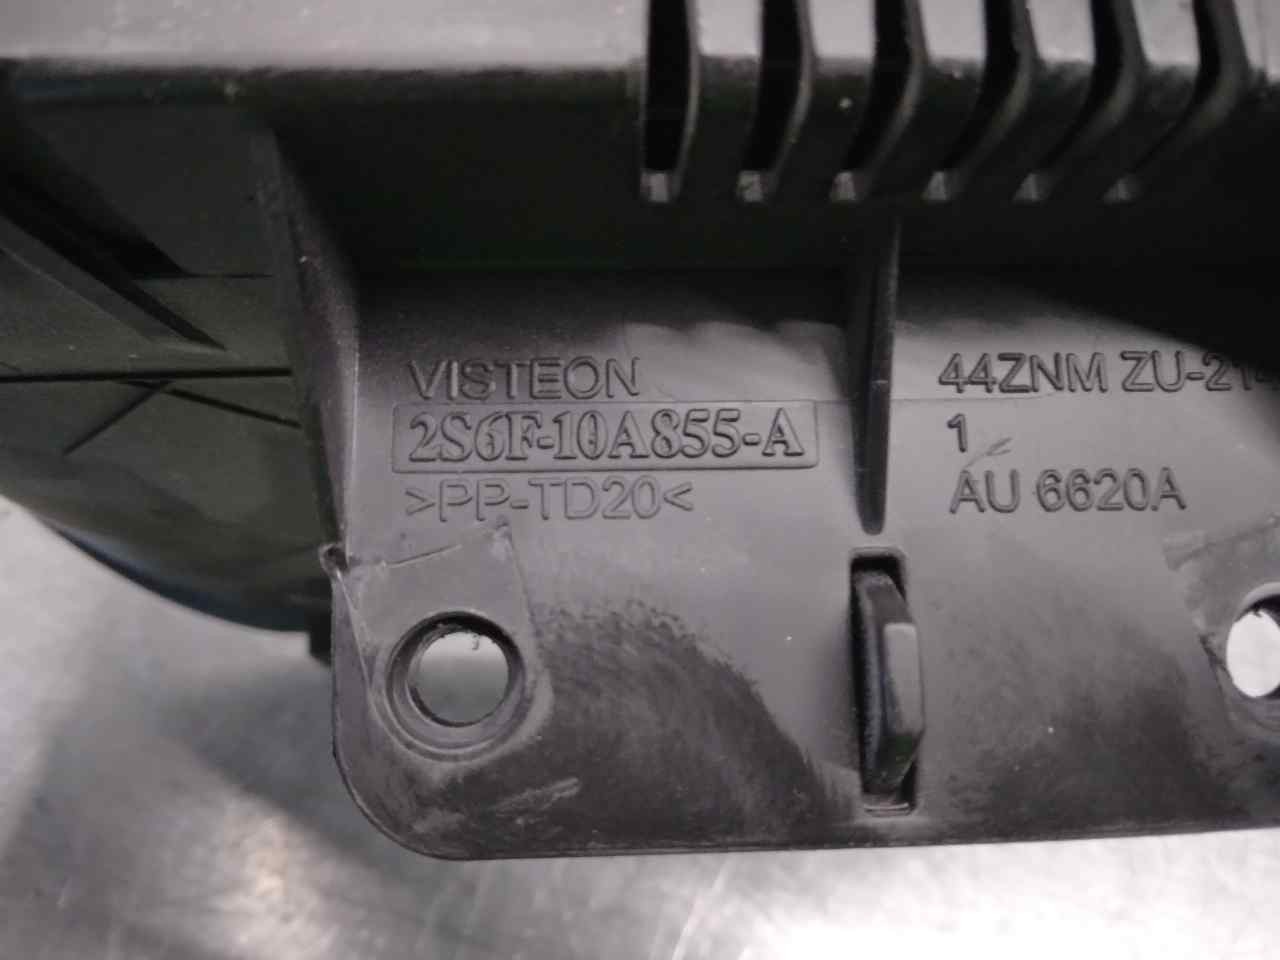 VISTEON
2S6F-10A855-A
>PP-TD20<
44ZNM ZU-21
1
AU 6620A